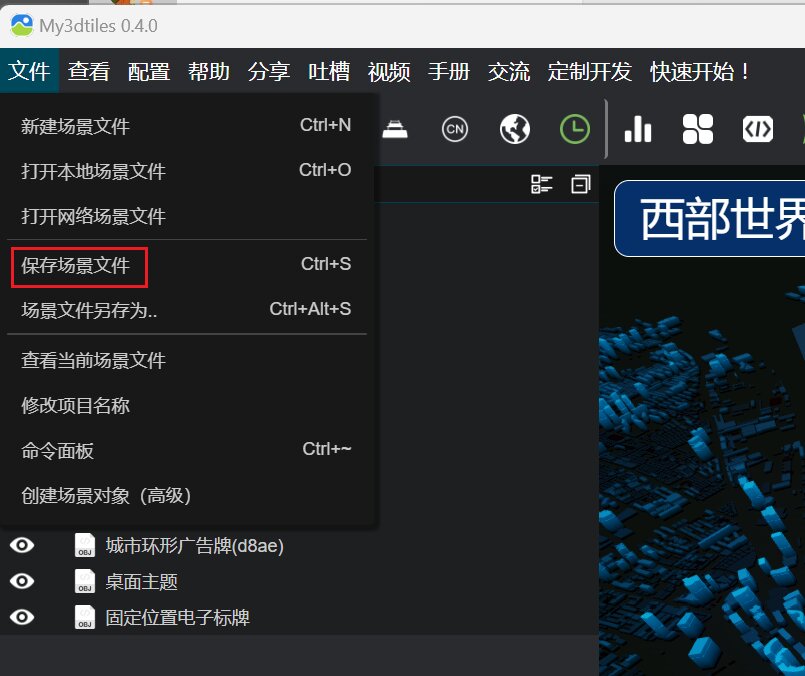 My3dtiles 0.4.0
文件 查看 配置 帮助 分享 吐槽 视频 手册 交流 定制开发 快速开始！
新建场景文件 Ctrl+N
CN
打开本地场景文件 Ctrl+O
打开网络场景文件
西部世界
保存场景文件 Ctrl+S
场景文件另存为.. Ctrl+Alt+S
查看当前场景文件
修改项目名称
命令面板 Ctrl+~
创建场景对象（高级）
OBJ 城市环形广告牌(d8ae)
OBJ 桌面主题
OBJ 固定位置电子标牌